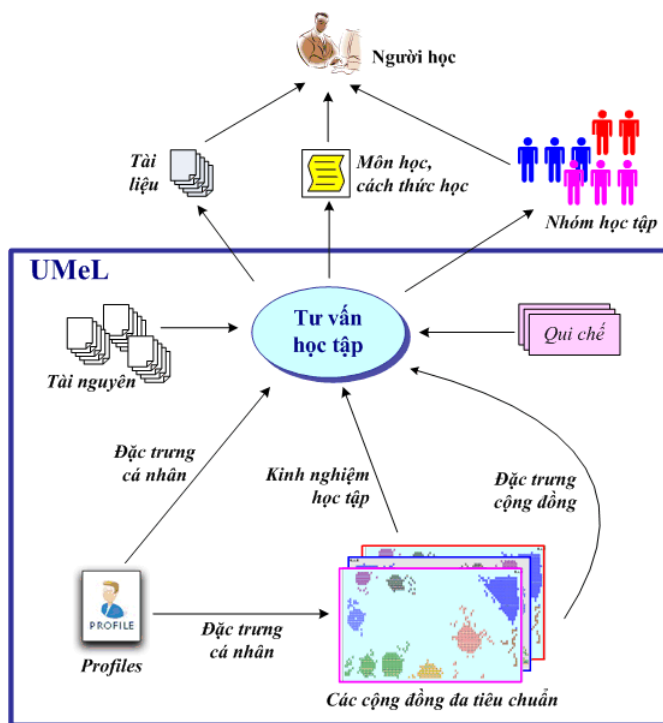 Người học
Tài
liệu
Môn học,
cách thức học
Nhóm học tập
UMeL
Tư vấn
học tập
Qui chế
Tài nguyên
Đặc trưng
cá nhân
Kinh nghiệm
học tập
Đặc trưng
cộng đồng
PROFILE
Đặc trưng
cá nhân
Profiles
Các cộng đồng đa tiêu chuẩn